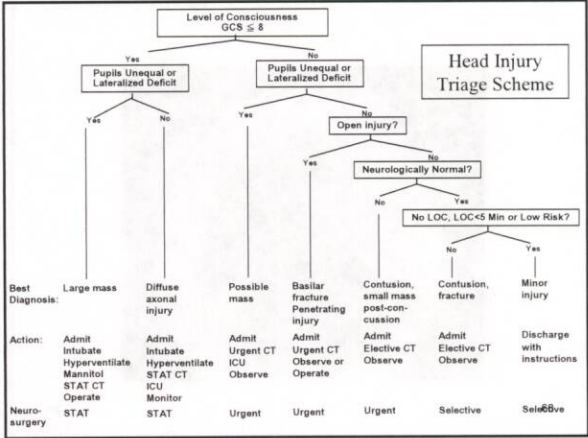 Level of Consciousness
GCS ≤ 8
Head Injury
Triage Scheme
Yes
No
Pupils Unequal or
Lateralized Deficit
Pupils Unequal or
Lateralized Deficit
Yes
No
Yes
No
Open injury?
Yes
No
Neurologically Normal?
No
Yes
No LOC, LOC<5 Min or Low Risk?
No
Yes
Best
Diagnosis:
Large mass
Diffuse
axonal
injury
Possible
mass
Basilar
fracture
Penetrating
injury
Contusion,
small mass
post-con-
cussion
Contusion,
fracture
Minor
injury
Action:
Admit
Intubate
Hyperventilate
Mannitol
STAT CT
Operate
Admit
Intubate
Hyperventilate
STAT CT
ICU
Monitor
Admit
Urgent CT
ICU
Observe
Admit
Urgent CT
Observe or
Operate
Admit
Elective CT
Observe
Admit
Elective CT
Observe
Discharge
with
instructions
Neuro-
surgery
STAT
STAT
Urgent
Urgent
Urgent
Selective
Selective